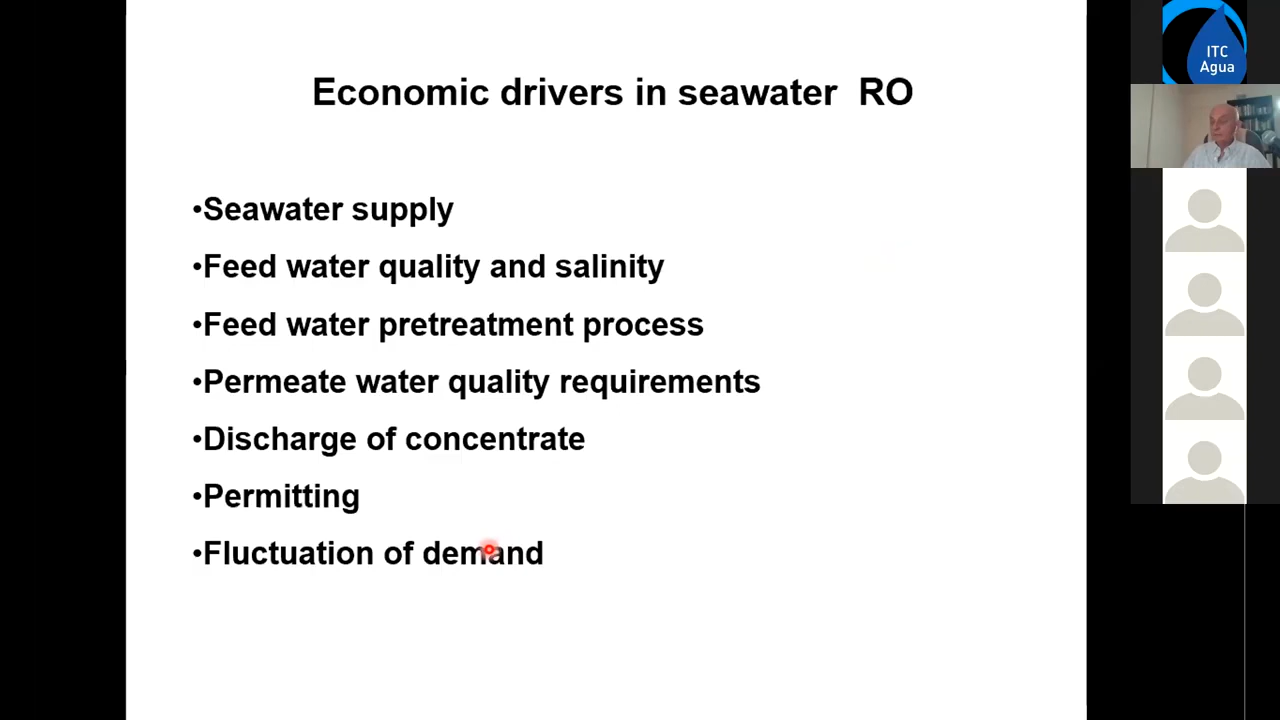 Economic drivers in seawater  RO
•Seawater supply
•Feed water quality and salinity
•Feed water pretreatment process
•Permeate water quality requirements
•Discharge of concentrate
•Permitting
•Fluctuation of demand
ITC
Agua